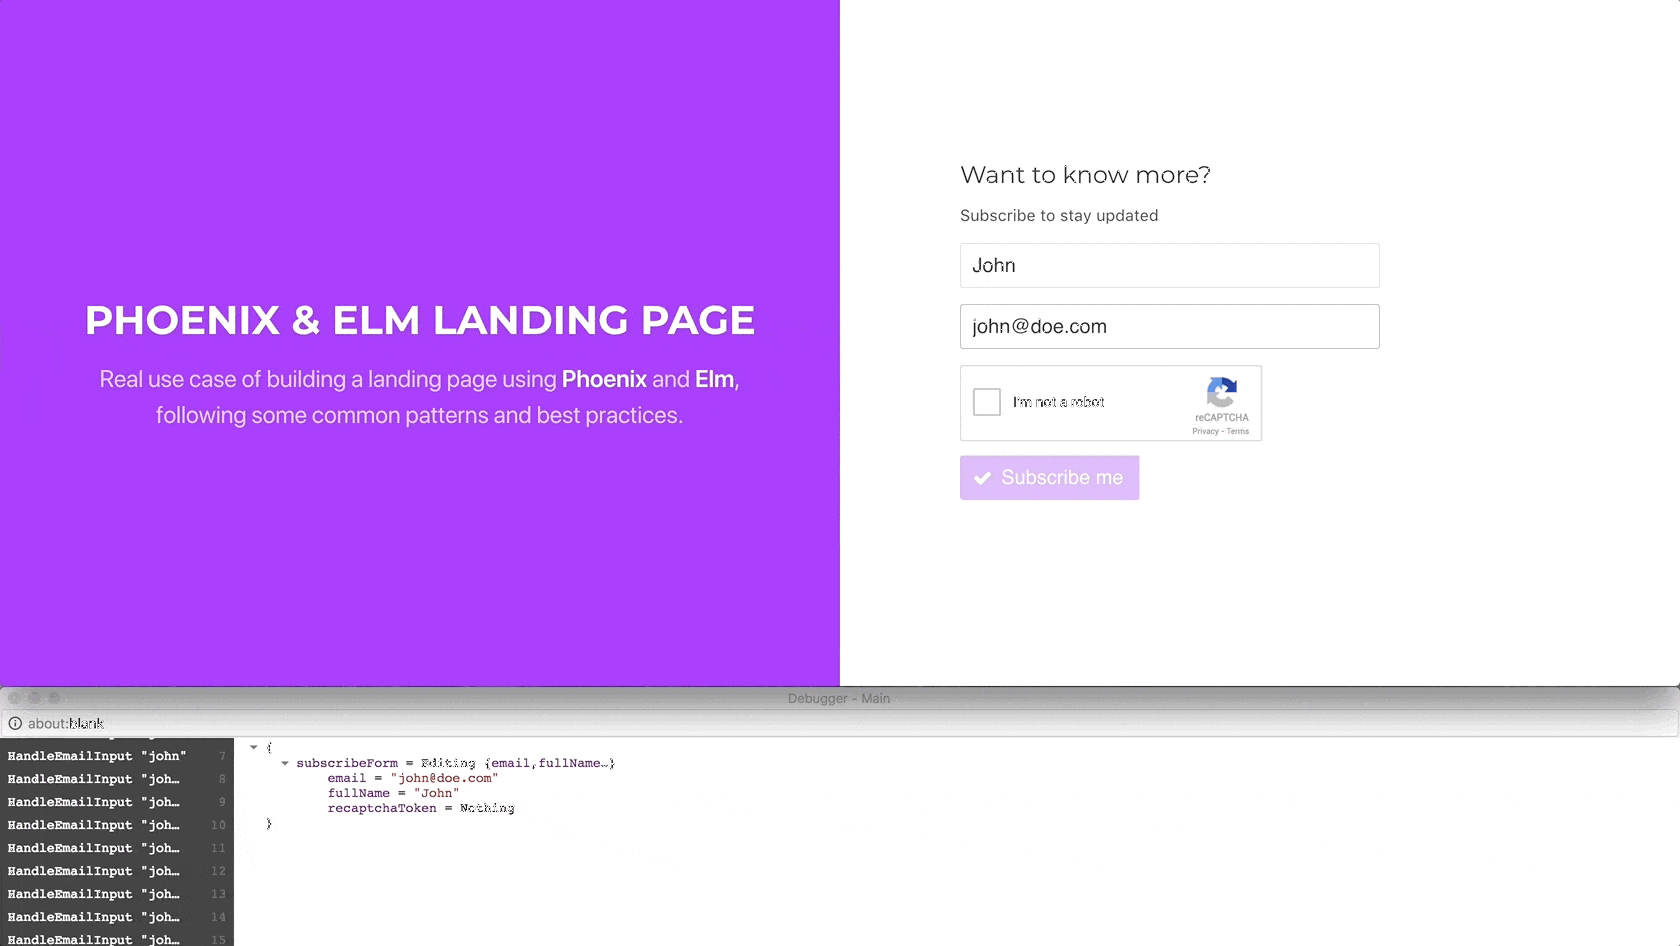 PHOENIX & ELM LANDING PAGE
Real use case of building a landing page using Phoenix and Elm,
following some common patterns and best practices.
Want to know more?
Subscribe to stay updated
John
john@doe.com
I'm not a robot
reCAPTCHA
Privacy - Terms
Subscribe me
Debugger - Main
about:blank
HandleEmailInput "john" 7
HandleEmailInput "joh… 8
HandleEmailInput "joh… 9
HandleEmailInput "joh… 10
HandleEmailInput "joh… 11
HandleEmailInput "joh… 12
HandleEmailInput "joh… 13
HandleEmailInput "joh… 14
HandleEmailInput "joh… 15
{
subscribeForm = Editing {email,fullName…}
email = "john@doe.com"
fullName = "John"
recaptchaToken = Nothing
}